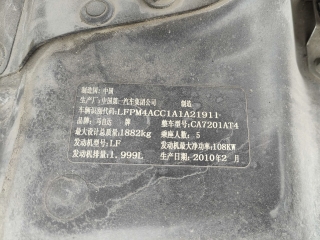 制造国: 中国
生产厂: 中国第一汽车集团公司 制造
车辆识别代码: LFPM4ACC1A1A21911
品牌: 马自达 整车型号: CA7201AT4
最大设计总质量: 1882kg 乘座人数: 5
发动机型号: LF 发动机最大净功率: 108KW
发动机排量: 1.999L 生产日期: 2010年2月